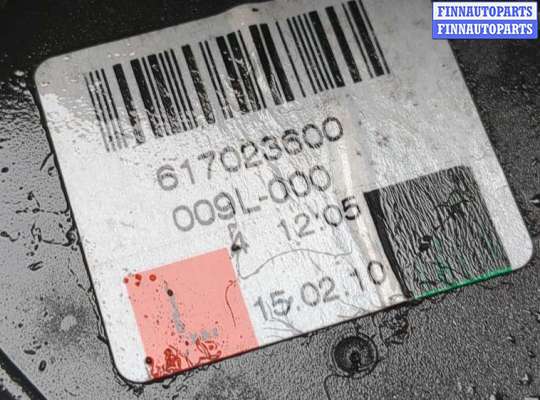 FINNAUTOPARTS
FINNAUTOPARTS
617023600
009L-000
4 12:05
15.02.10
L